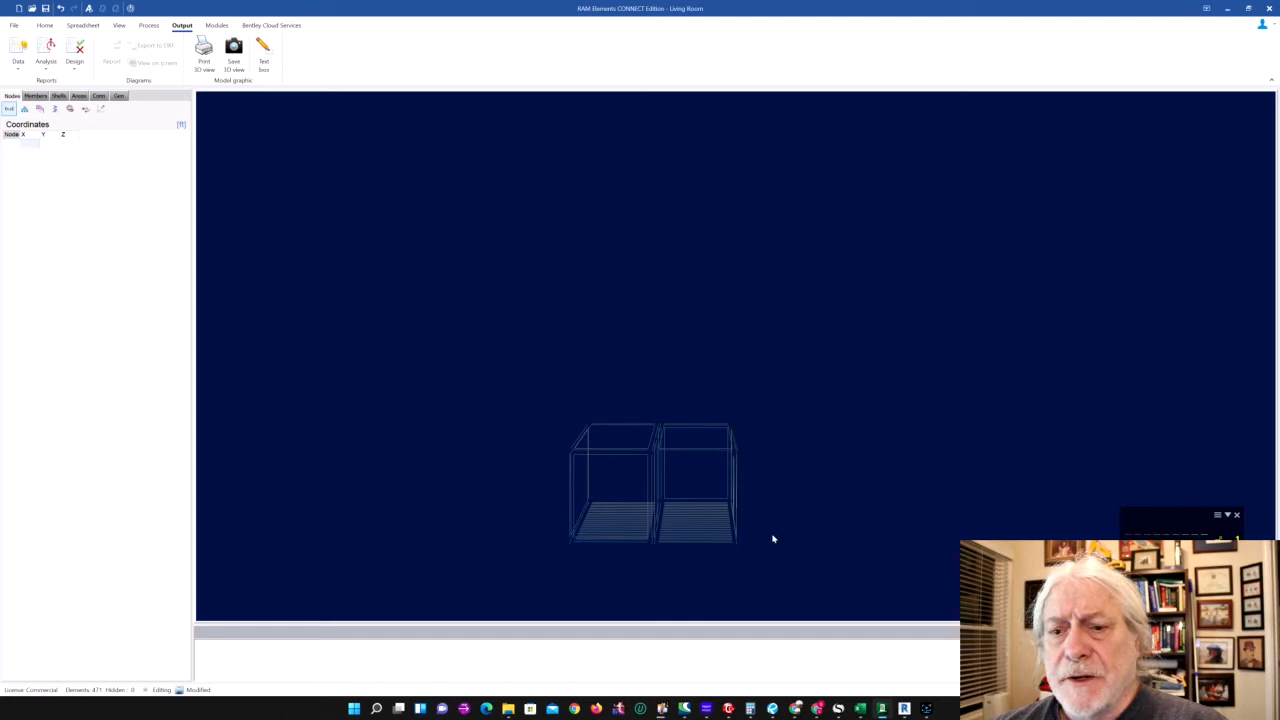 RAM Elements CONNECT Edition - Living Room
File Home Spreadsheet View Process Output Modules Bentley Cloud Services
Data Analysis Design Report Export to DXF View on screen Print 3D view Save 3D view Text box
Reports Diagrams Model graphic
Nodes Members Shells Areas Conn Gen
Coordinates [ft]
Node X Y Z
License: Commercial Elements: 471 Hidden : 0 Editing Modified